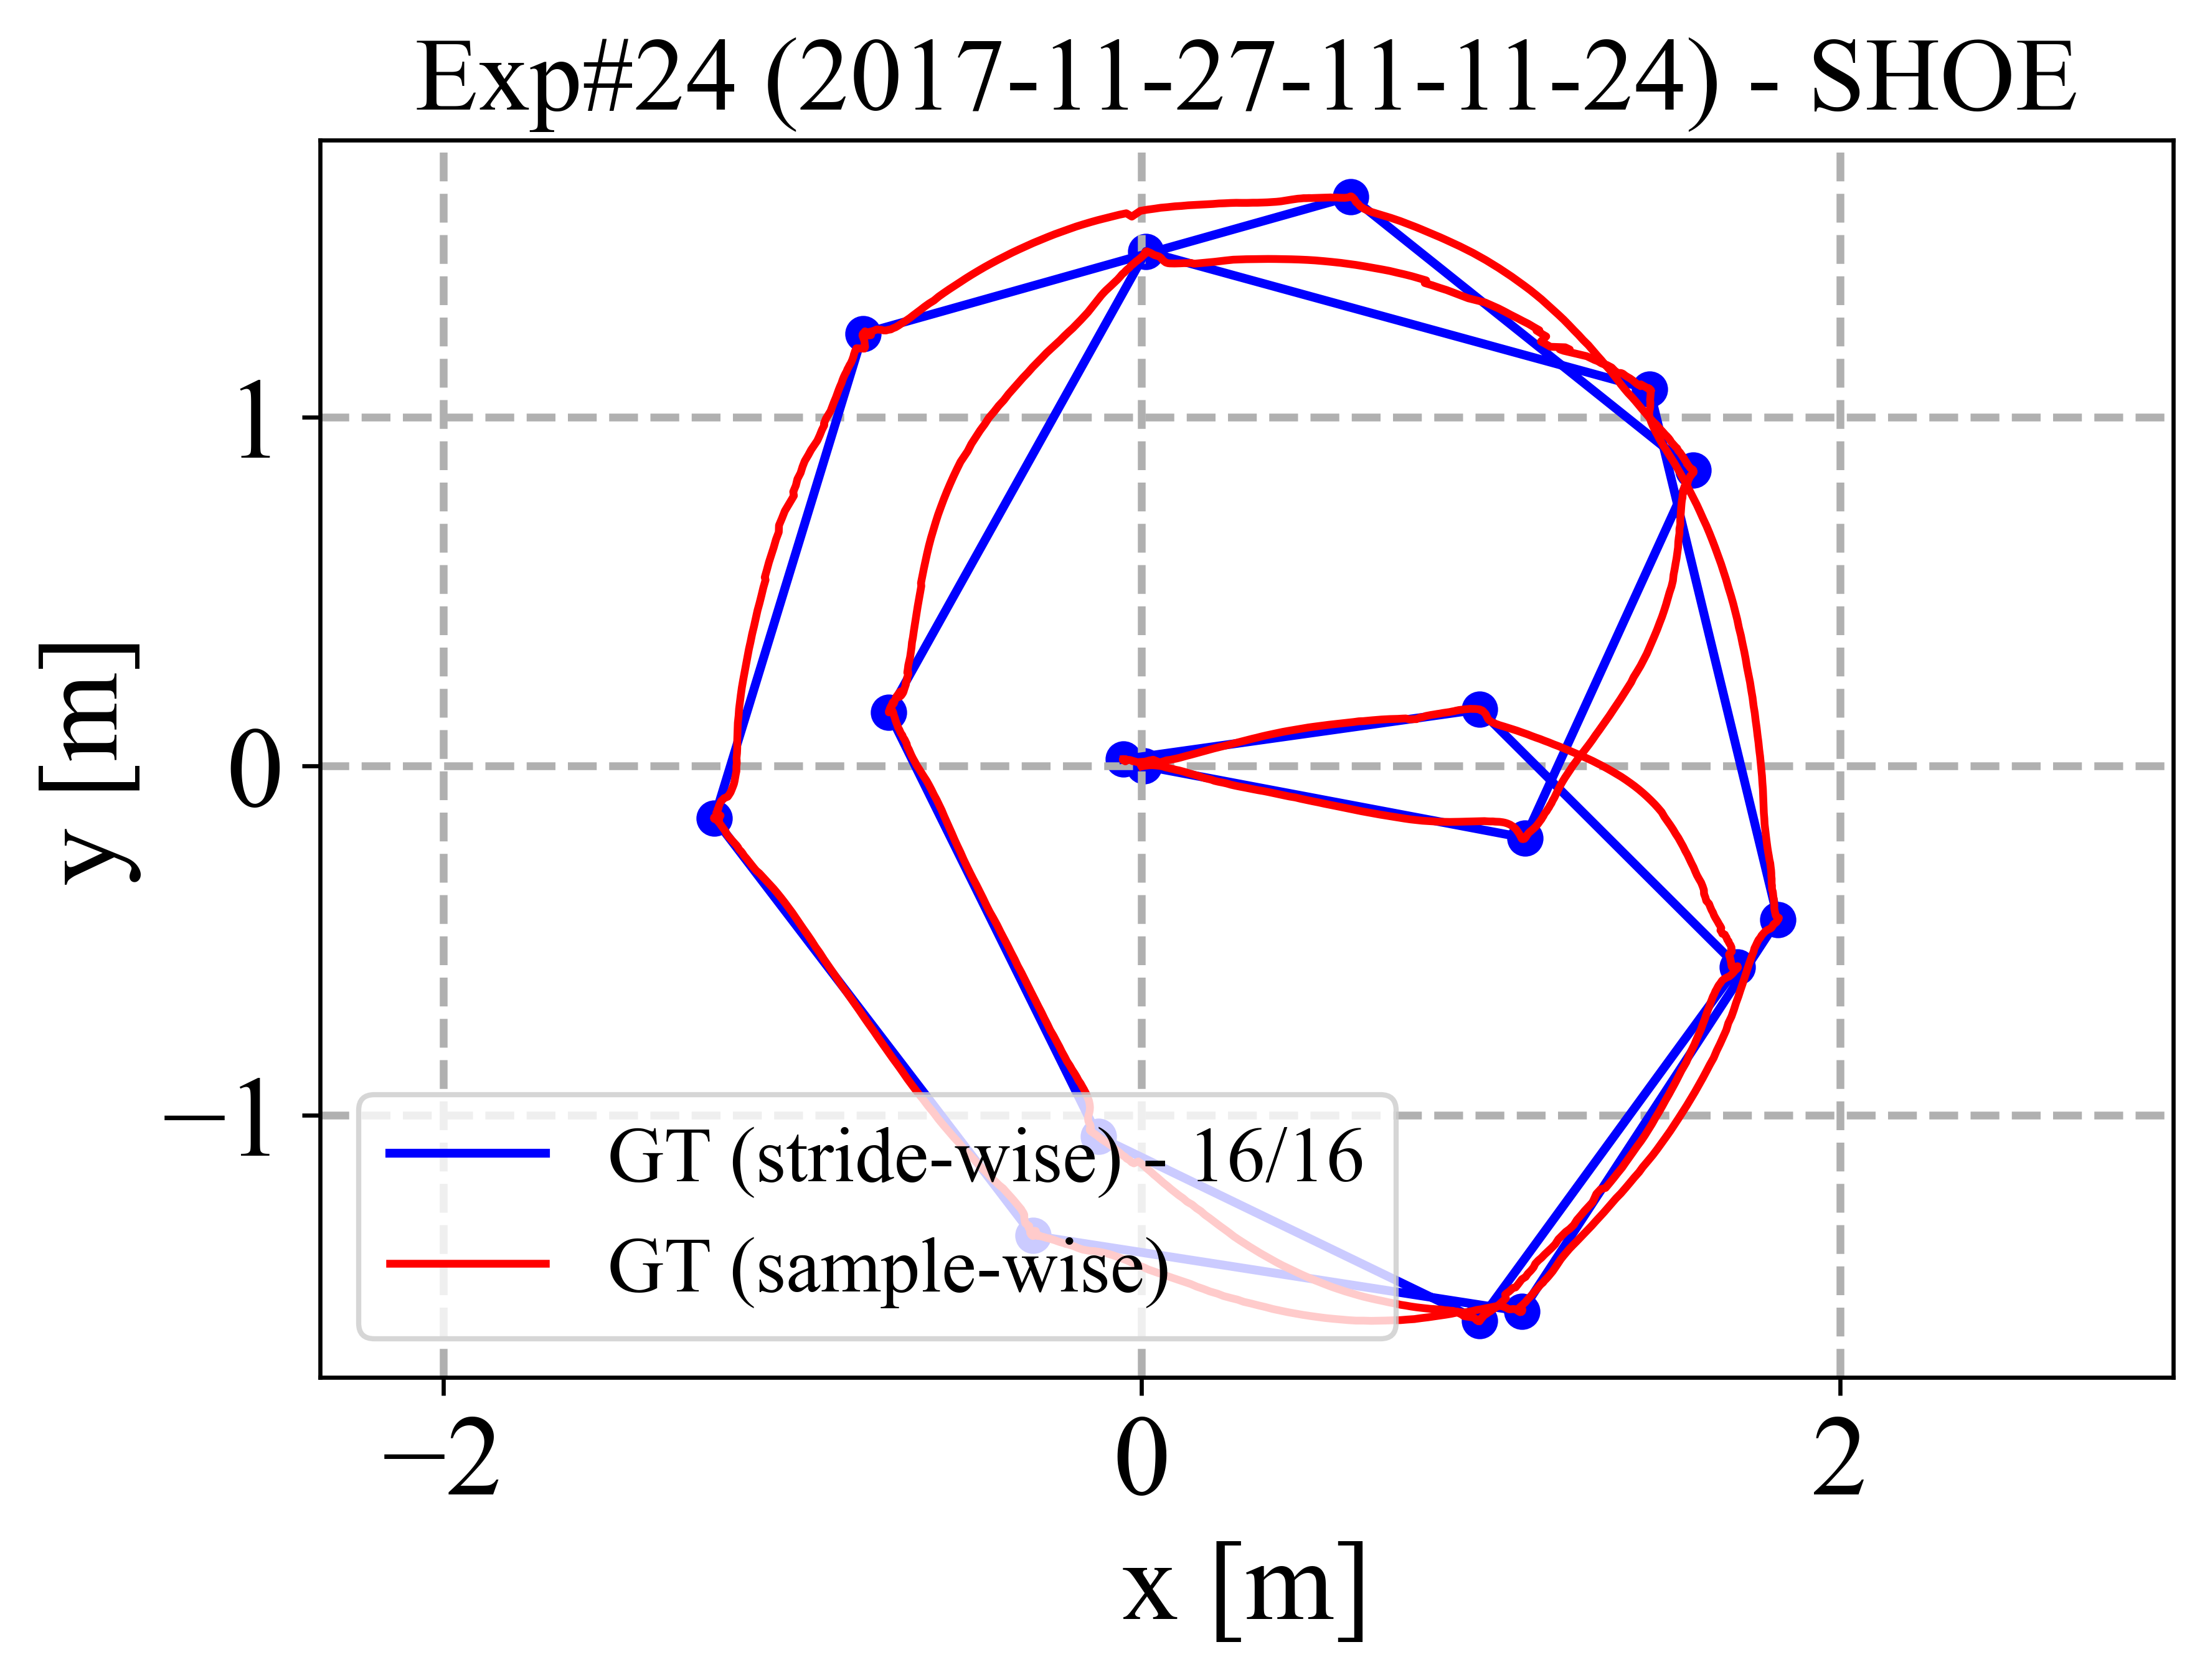 Exp#24 (2017-11-27-11-11-24) - SHOE
y [m]
1
0
−1
GT (stride-wise) - 16/16
GT (sample-wise)
−2
0
2
x [m]